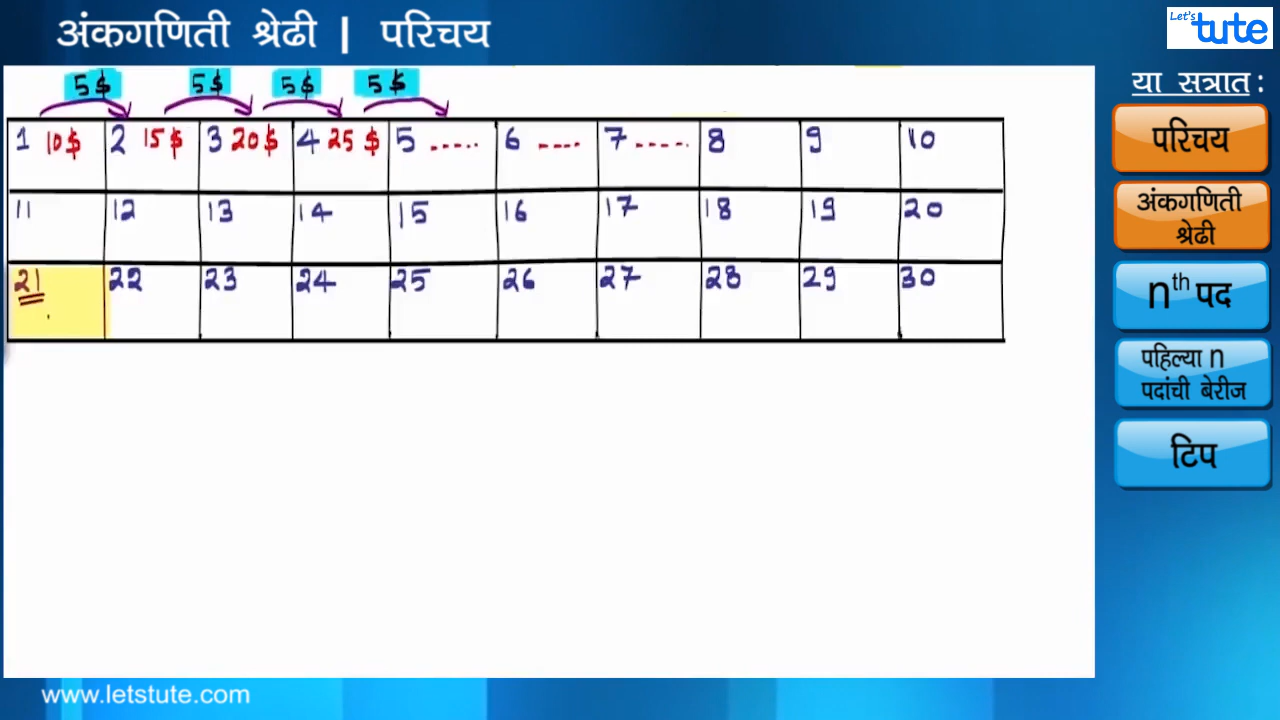 अंकगणिती श्रेढी | परिचय
Let's tute
या सत्रात :
5$ 5$ 5$ 5$
1 10$ 2 15$ 3 20$ 4 25$ 5 ..... 6 .... 7 ...... 8 9 10
11 12 13 14 15 16 17 18 19 20
21 22 23 24 25 26 27 28 29 30
परिचय
अंकगणिती
श्रेढी
nth पद
पहिल्या n
पदांची बेरीज
टिप
www.letstute.com